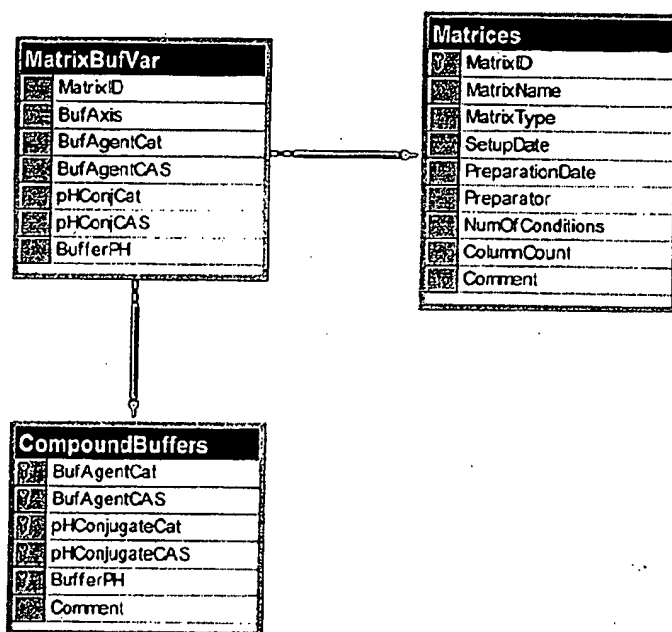 MatrixBufVar
MatrixID
BufAxis
BufAgentCat
BufAgentCAS
pHConjCat
pHConjCAS
BufferPH
Matrices
MatrixID
MatrixName
MatrixType
SetupDate
PreparationDate
Preparator
NumOfConditions
ColumnCount
Comment
CompoundBuffers
BufAgentCat
BufAgentCAS
pHConjugateCat
pHConjugateCAS
BufferPH
Comment